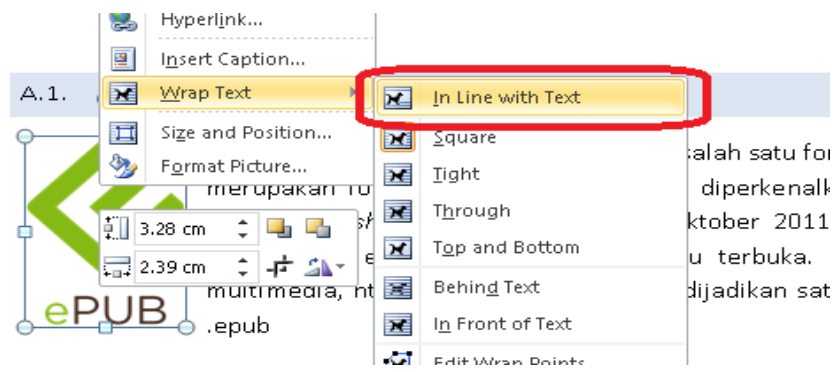 Hyperlink...
Insert Caption...
A.1.
Wrap Text
In Line with Text
Size and Position...
Square
Format Picture...
salah satu
merupakan
Tight
diperkenalk
3.28 cm
Through
ktober 2011
Top and Bottom
2.39 cm
u terbuka.
multimedia,
Behind Text
dijadikan sat
ePUB
.epub
In Front of Text
Edit Wrap Points